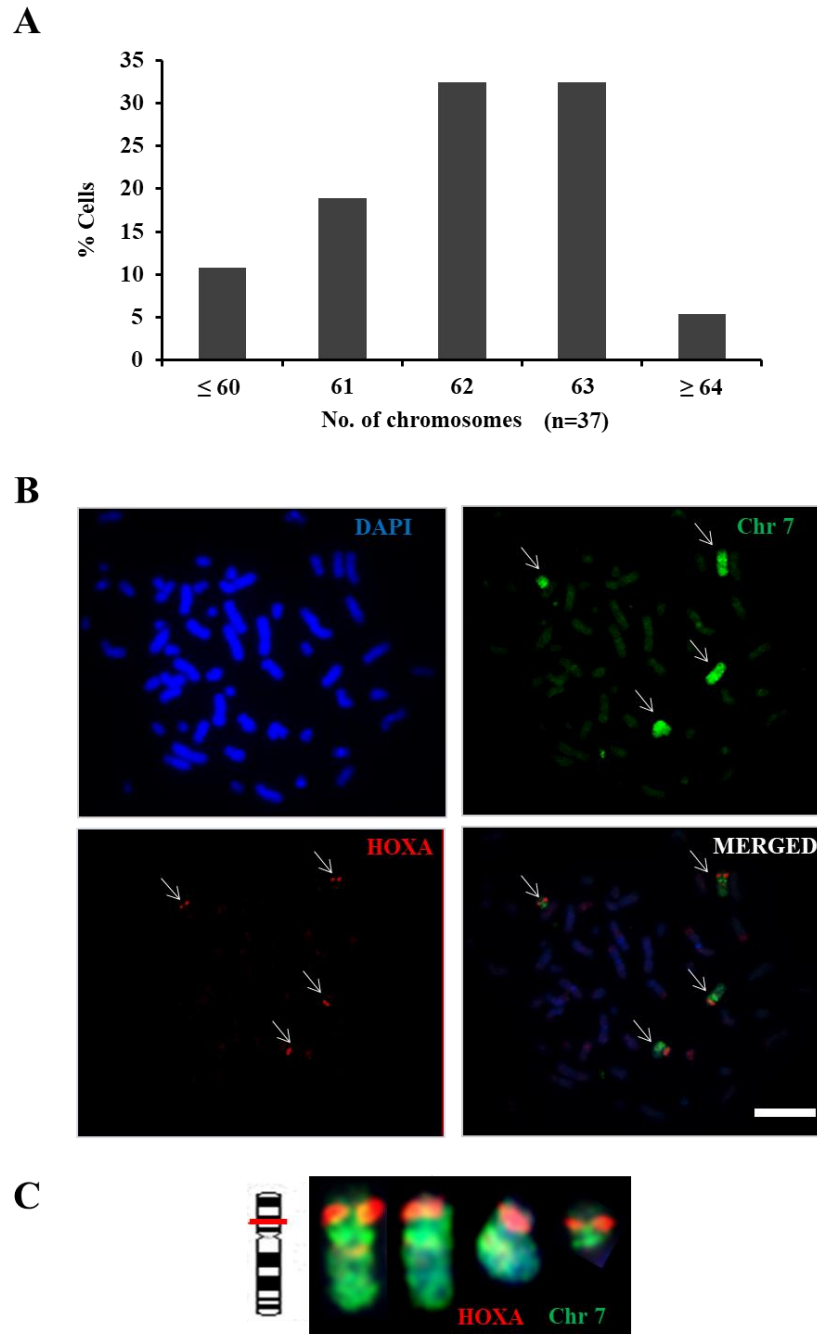 A
35
30
25
20
15
10
5
0
% Cells
≤ 60 61 62 63 ≥ 64
No. of chromosomes (n=37)
B
DAPI
Chr 7
HOXA
MERGED
C
HOXA Chr 7